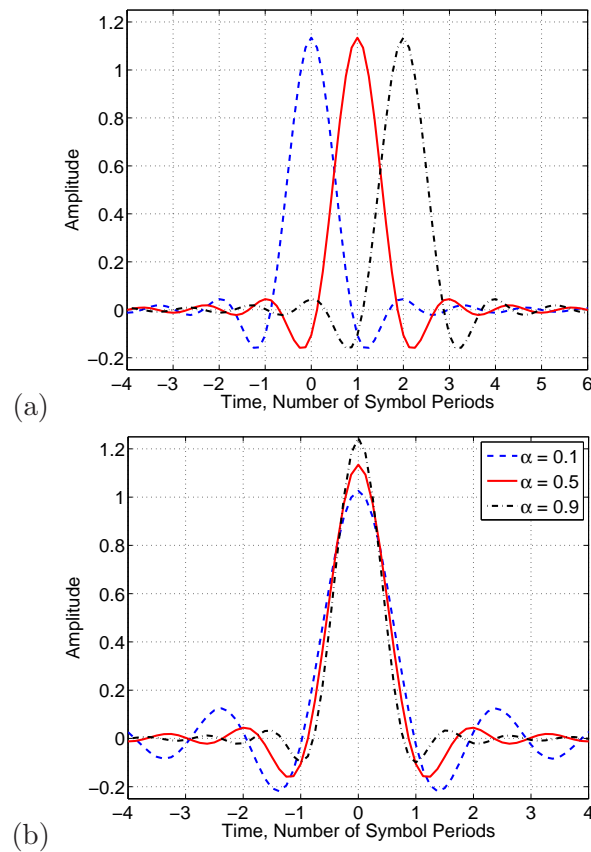 1.2
1
0.8
0.6
0.4
0.2
0
−0.2
Amplitude
−4 −3 −2 −1 0 1 2 3 4 5 6
Time, Number of Symbol Periods
(a)
1.2
1
0.8
0.6
0.4
0.2
0
−0.2
Amplitude
α = 0.1
α = 0.5
α = 0.9
−4 −3 −2 −1 0 1 2 3 4
Time, Number of Symbol Periods
(b)